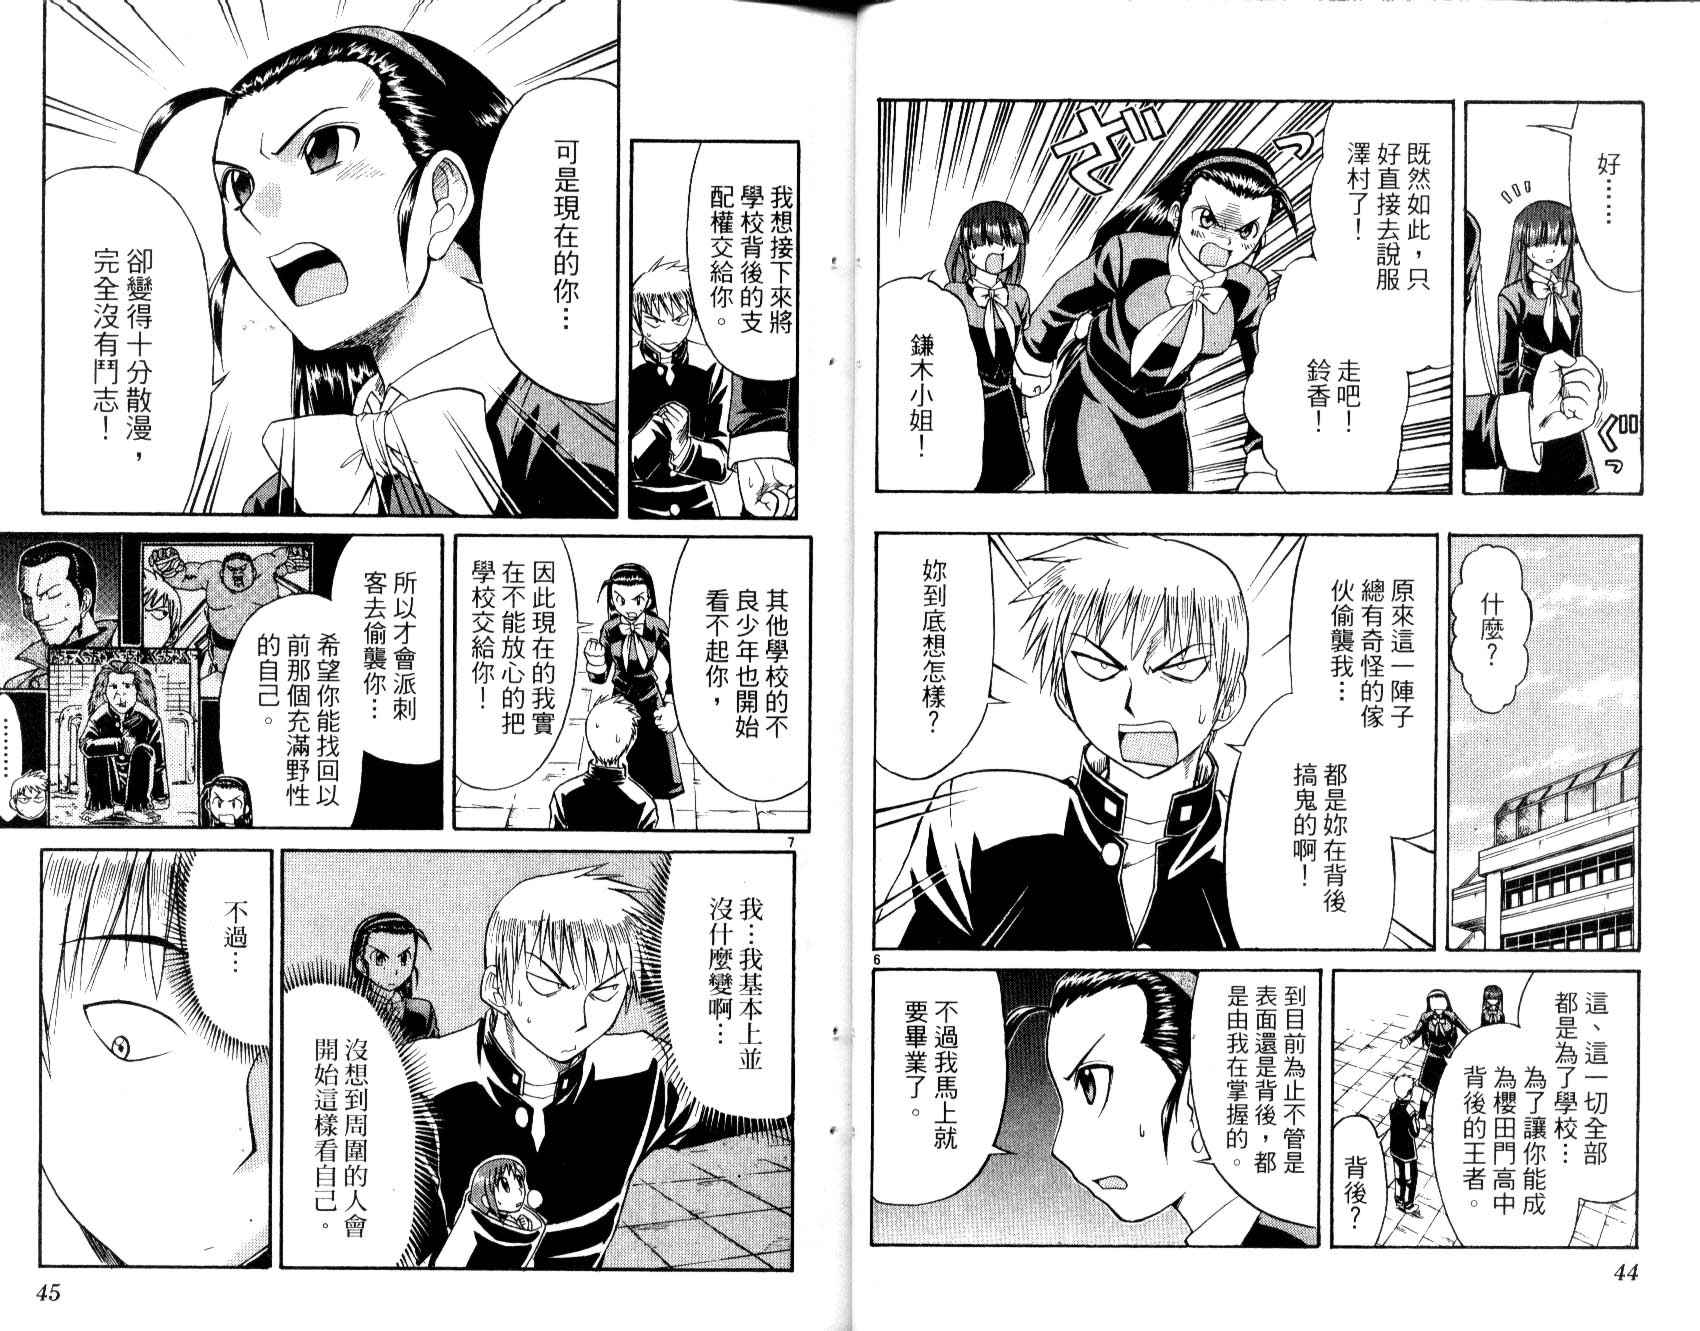 好……
既然如此，只
好直接去說服
澤村了！
走吧！
鈴香！
鎌木小姐！
ざっ
ぐっ
什麼？
原來這一陣子
總有奇怪的傢
伙偷襲我…
都是妳在背後
搞鬼的啊！
妳到底想怎樣？
這、這一切全部
都是為了學校…
為了讓你能成
為櫻田門高中
背後的王者。
背後？
到目前為止不管是
表面還是背後，都
是由我在掌握的。
不過我馬上就
要畢業了。
6
44
我想接下來將
學校背後的支
配權交給你。
可是現在的你…
卻變得十分散漫，
完全沒有鬥志！
其他學校的不
良少年也開始
看不起你，
因此現在的我實
在不能放心的把
學校交給你！
所以才會派刺
客去偷襲你…
希望你能找回以
前那個充滿野性
的自己。
………
7
我…我基本上並
沒什麼變啊…
沒想到周圍的人會
開始這樣看自己。
不過…
45